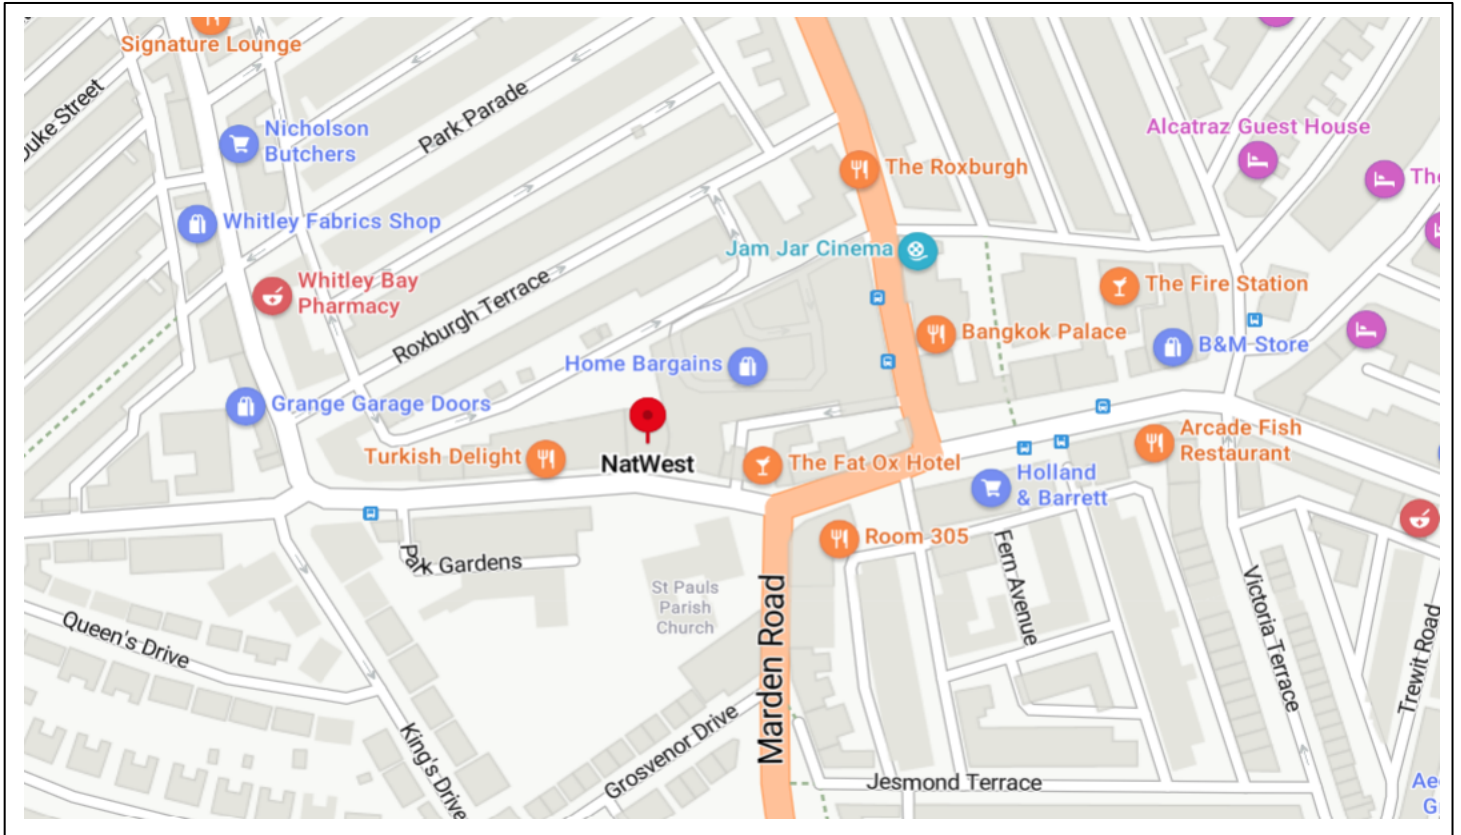 Signature Lounge
Duke Street
Park Parade
Nicholson
Butchers
Alcatraz Guest House
The Roxburgh
Whitley Fabrics Shop
Jam Jar Cinema
Whitley Bay
Pharmacy
The Fire Station
Roxburgh Terrace
Bangkok Palace
B&M Store
Home Bargains
Grange Garage Doors
Turkish Delight
NatWest
The Fat Ox Hotel
Arcade Fish
Restaurant
Holland
& Barrett
Room 305
Park Gardens
St Pauls
Parish
Church
Fern Avenue
Victoria Terrace
Queen's Drive
Marden Road
Trewit Road
King's Drive
Grosvenor Drive
Jesmond Terrace